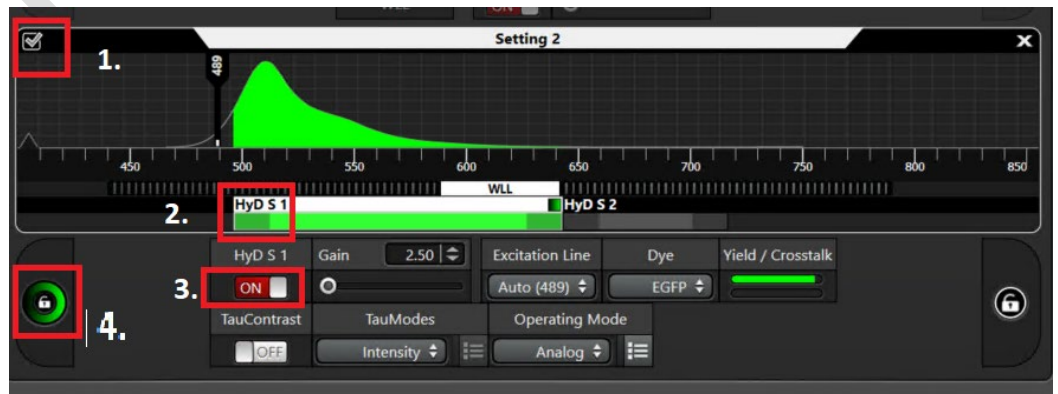 WLL ON
1. Setting 2 X
489
450 500 550 600 650 700 750 800 850
WLL
2. HyD S 1 HyD S 2
HyD S 1 Gain 2.50 Excitation Line Dye Yield / Crosstalk
3. ON Auto (489) EGFP
4. TauContrast TauModes Operating Mode
OFF Intensity Analog